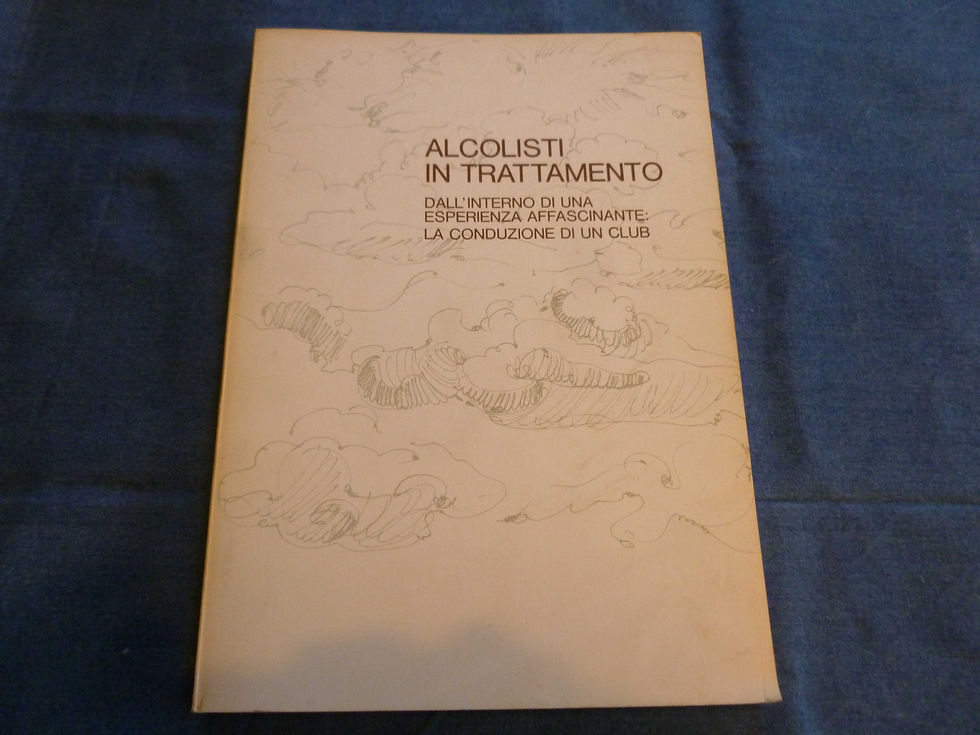 ALCOLISTI
IN TRATTAMENTO
DALL'INTERNO DI UNA
ESPERIENZA AFFASCINANTE:
LA CONDUZIONE DI UN CLUB